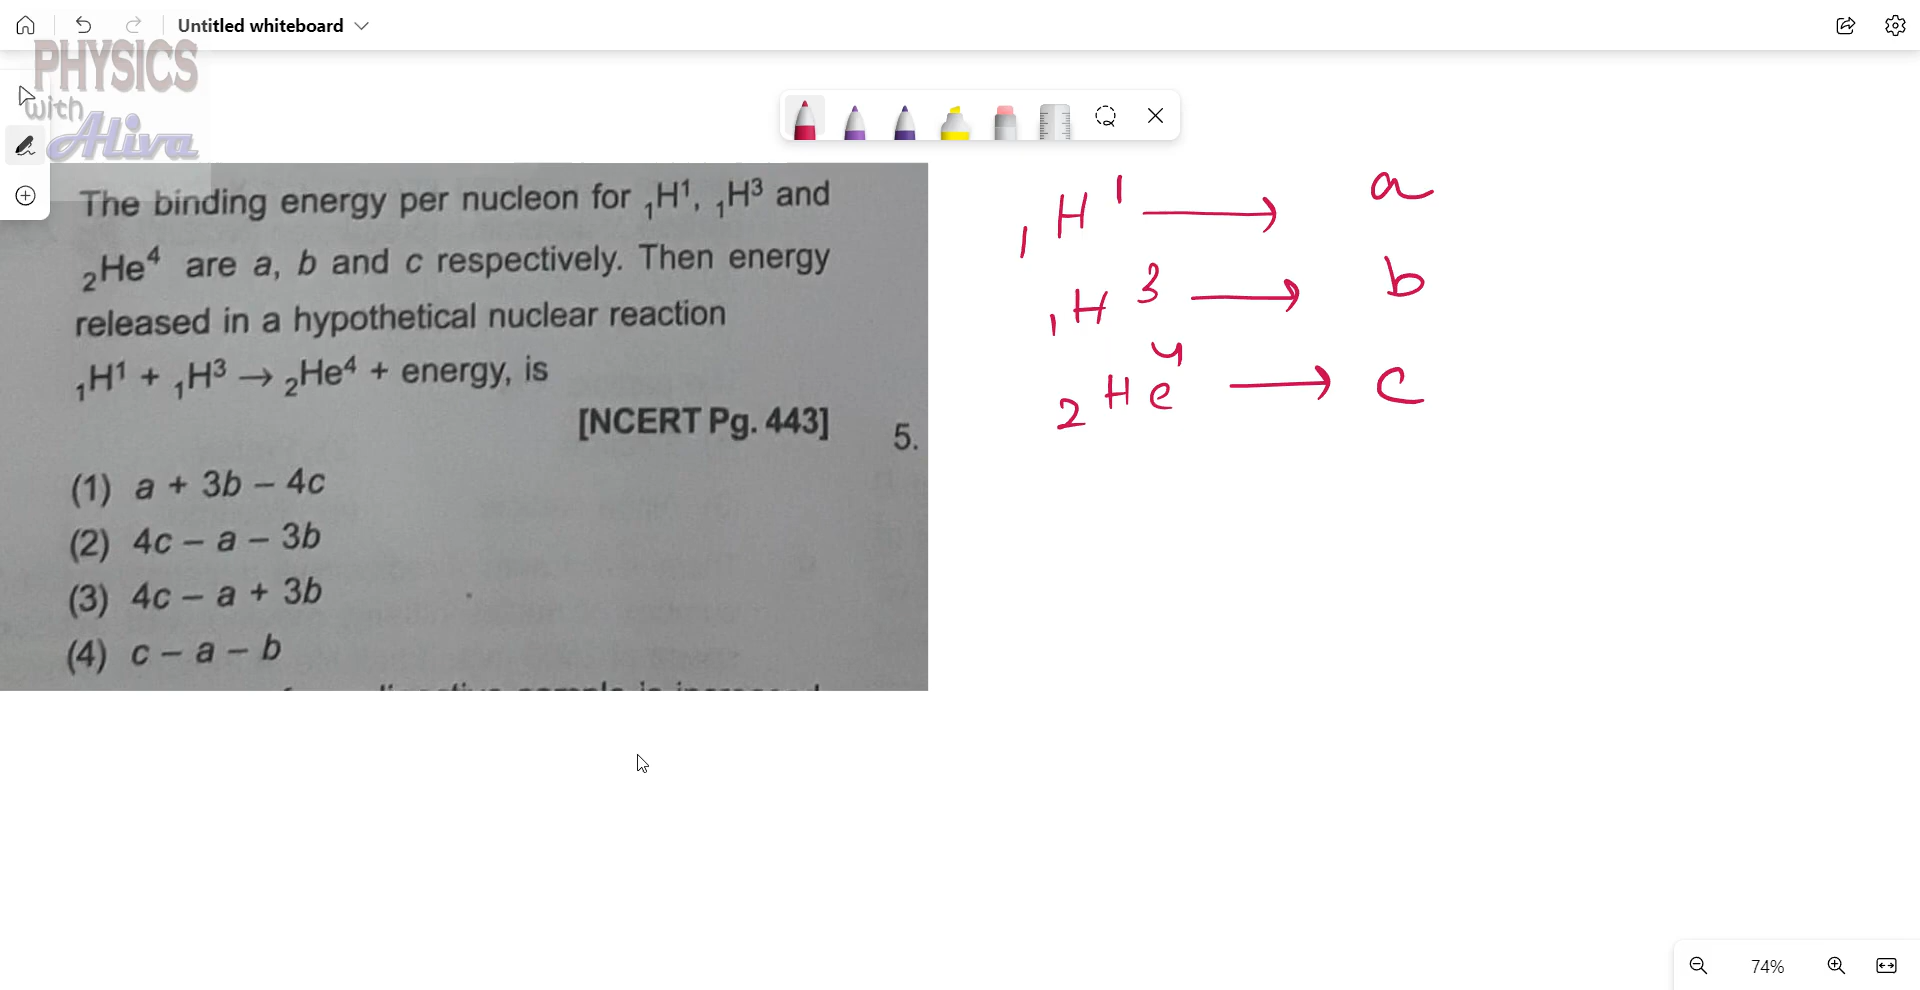 Untitled whiteboard
PHYSICS
with
Aliva
The binding energy per nucleon for ₁H¹, ₁H³ and
₂He⁴ are a, b and c respectively. Then energy
released in a hypothetical nuclear reaction
₁H¹ + ₁H³ → ₂He⁴ + energy, is
[NCERT Pg. 443]
5.
(1) a + 3b – 4c
(2) 4c – a – 3b
(3) 4c – a + 3b
(4) c – a – b
₁H¹ → a
₁H³ → b
₂He⁴ → c
74%